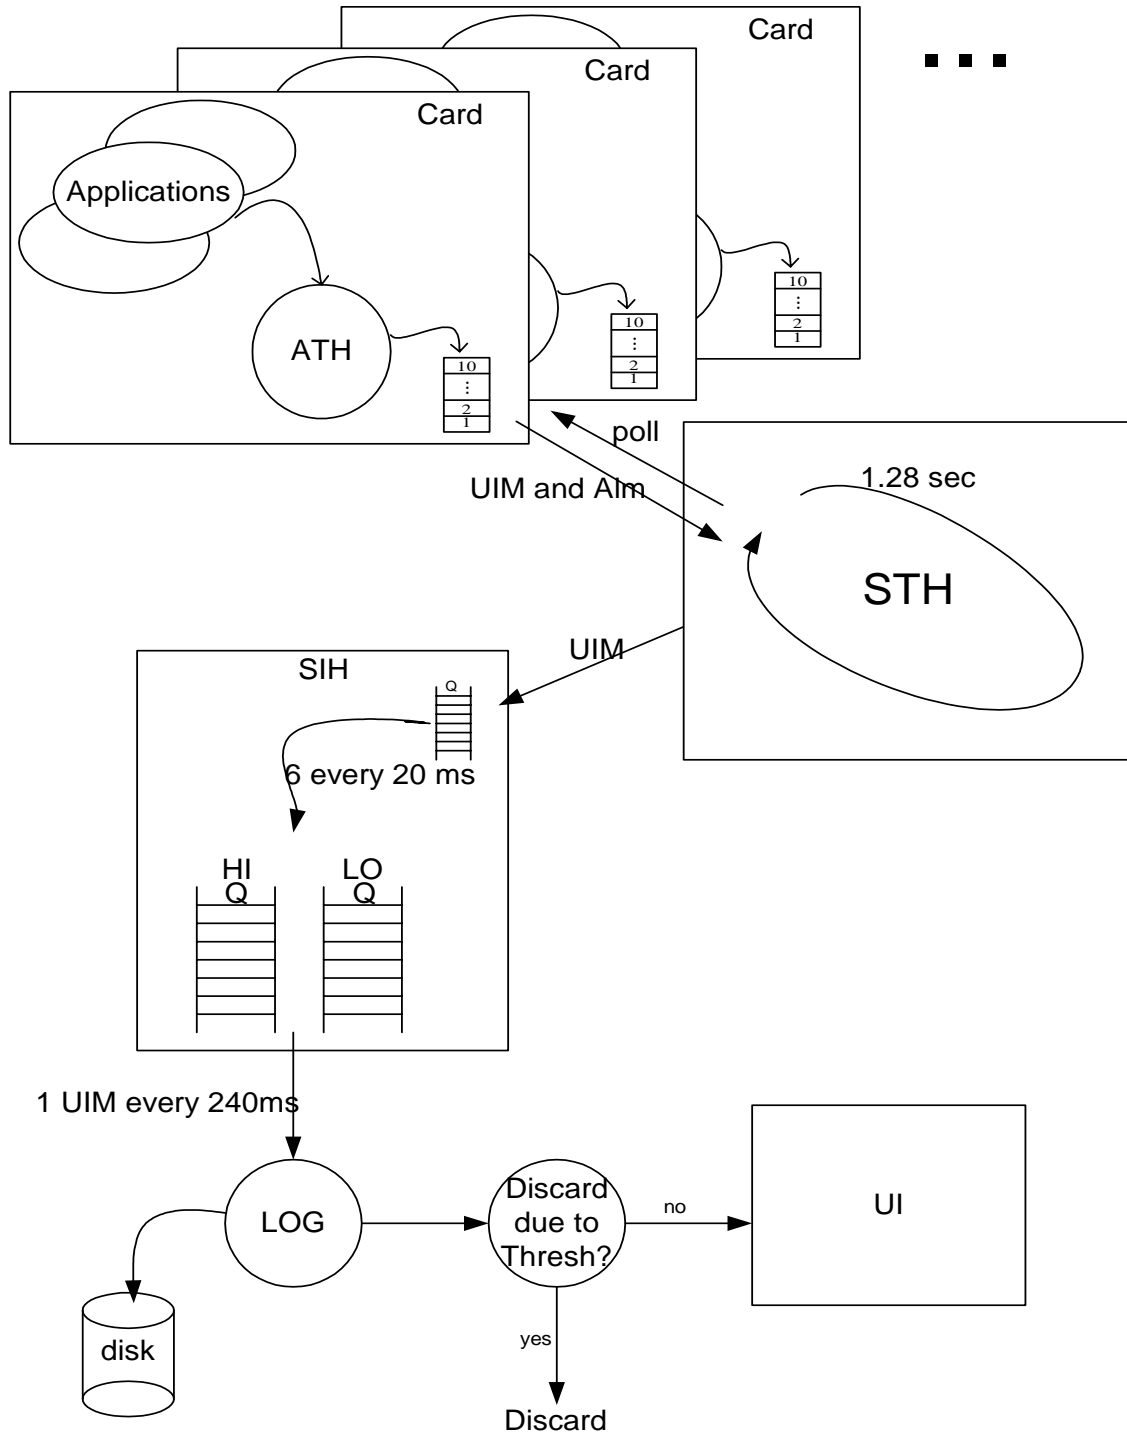 Card
Card
Card
Applications
ATH
10
⋮
2
1
10
⋮
2
1
10
⋮
2
1
poll
UIM and Alm
1.28 sec
STH
UIM
SIH
Q
6 every 20 ms
HI
Q
LO
Q
1 UIM every 240ms
LOG
Discard
due to
Thresh?
no
UI
yes
disk
Discard